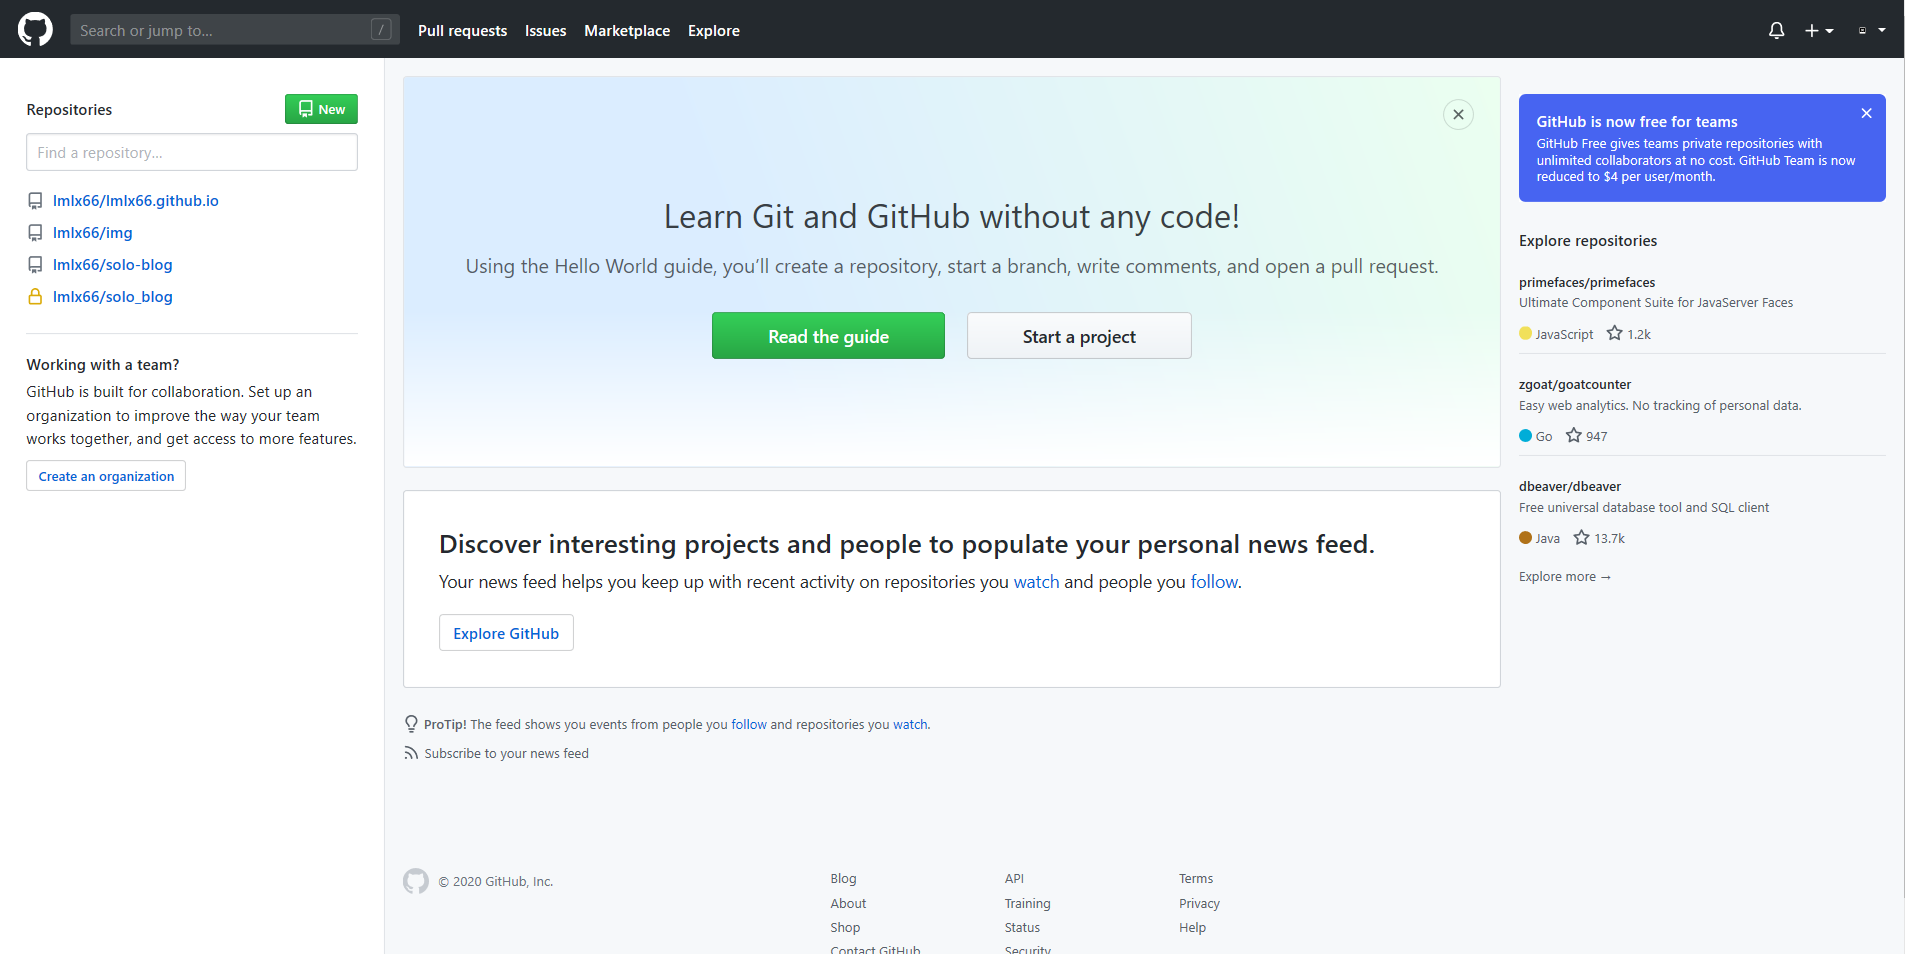 Search or jump to...
/
Pull requests
Issues
Marketplace
Explore
Repositories
New
Find a repository...
lmlx66/lmlx66.github.io
lmlx66/img
lmlx66/solo-blog
lmlx66/solo_blog
Working with a team?
GitHub is built for collaboration. Set up an
organization to improve the way your team
works together, and get access to more features.
Create an organization
Learn Git and GitHub without any code!
Using the Hello World guide, you’ll create a repository, start a branch, write comments, and open a pull request.
Read the guide
Start a project
Discover interesting projects and people to populate your personal news feed.
Your news feed helps you keep up with recent activity on repositories you watch and people you follow.
Explore GitHub
ProTip! The feed shows you events from people you follow and repositories you watch.
Subscribe to your news feed
GitHub is now free for teams
GitHub Free gives teams private repositories with
unlimited collaborators at no cost. GitHub Team is now
reduced to $4 per user/month.
Explore repositories
primefaces/primefaces
Ultimate Component Suite for JavaServer Faces
JavaScript 1.2k
zgoat/goatcounter
Easy web analytics. No tracking of personal data.
Go 947
dbeaver/dbeaver
Free universal database tool and SQL client
Java 13.7k
Explore more →
© 2020 GitHub, Inc.
Blog
About
Shop
Contact GitHub
API
Training
Status
Security
Terms
Privacy
Help